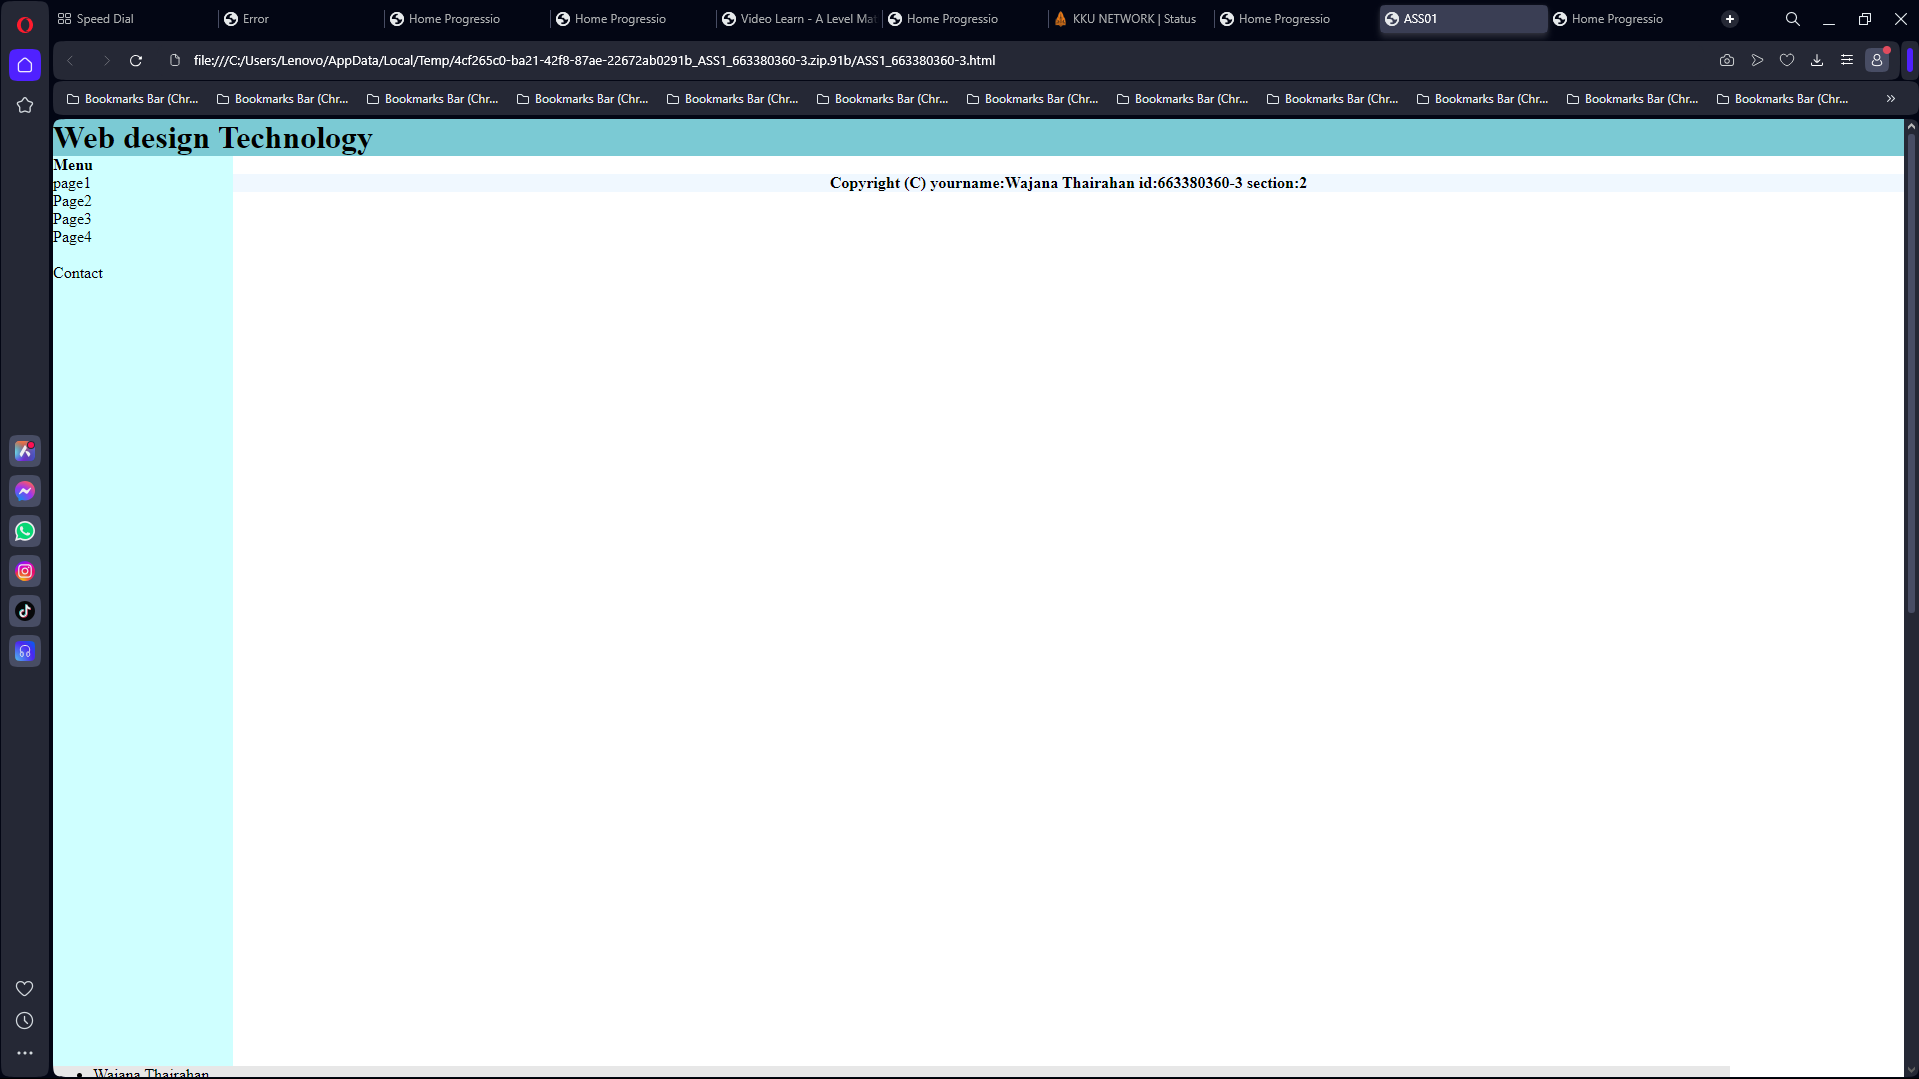 Speed Dial
Error
Home Progressio
Home Progressio
Video Learn - A Level Mat
Home Progressio
KKU NETWORK | Status
Home Progressio
ASS01
Home Progressio
file:///C:/Users/Lenovo/AppData/Local/Temp/4cf265c0-ba21-42f8-87ae-22672ab0291b_ASS1_663380360-3.zip.91b/ASS1_663380360-3.html
Bookmarks Bar (Chr...
Bookmarks Bar (Chr...
Bookmarks Bar (Chr...
Bookmarks Bar (Chr...
Bookmarks Bar (Chr...
Bookmarks Bar (Chr...
Bookmarks Bar (Chr...
Bookmarks Bar (Chr...
Bookmarks Bar (Chr...
Bookmarks Bar (Chr...
Bookmarks Bar (Chr...
Bookmarks Bar (Chr...
Web design Technology
Menu
page1
Page2
Page3
Page4
Contact
Copyright (C) yourname:Wajana Thairahan id:663380360-3 section:2
Wajana Thairahan